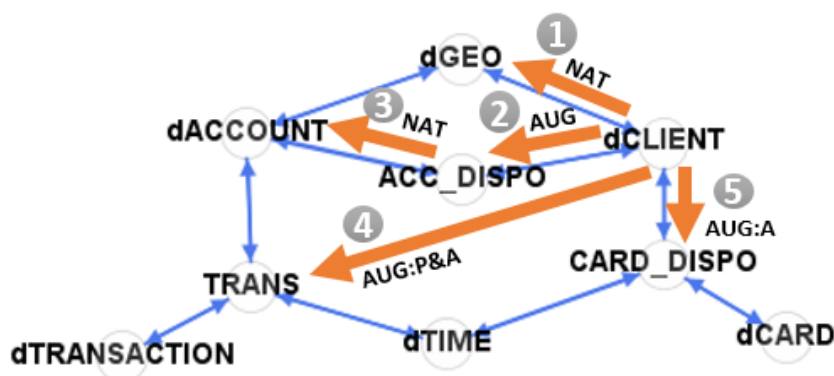 1
dGEO
NAT
3
2
AUG
dACCOUNT
NAT
dCLIENT
ACC_DISPO
5
4
AUG:A
AUG:P&A
CARD_DISPO
TRANS
dTIME
dCARD
dTRANSACTION